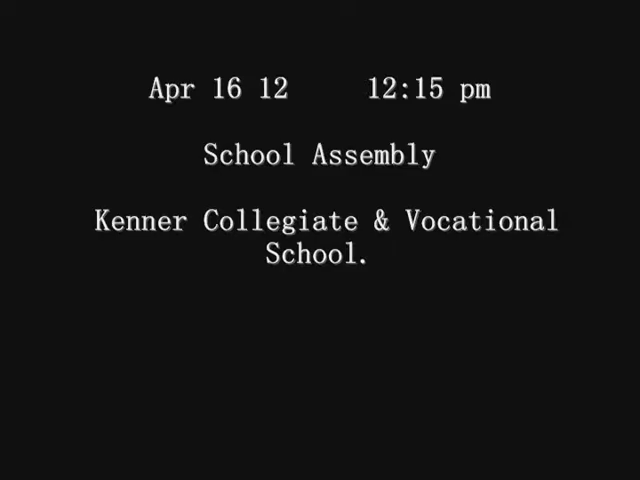 Apr 16 12 12:15 pm
School Assembly
Kenner Collegiate & Vocational
School.